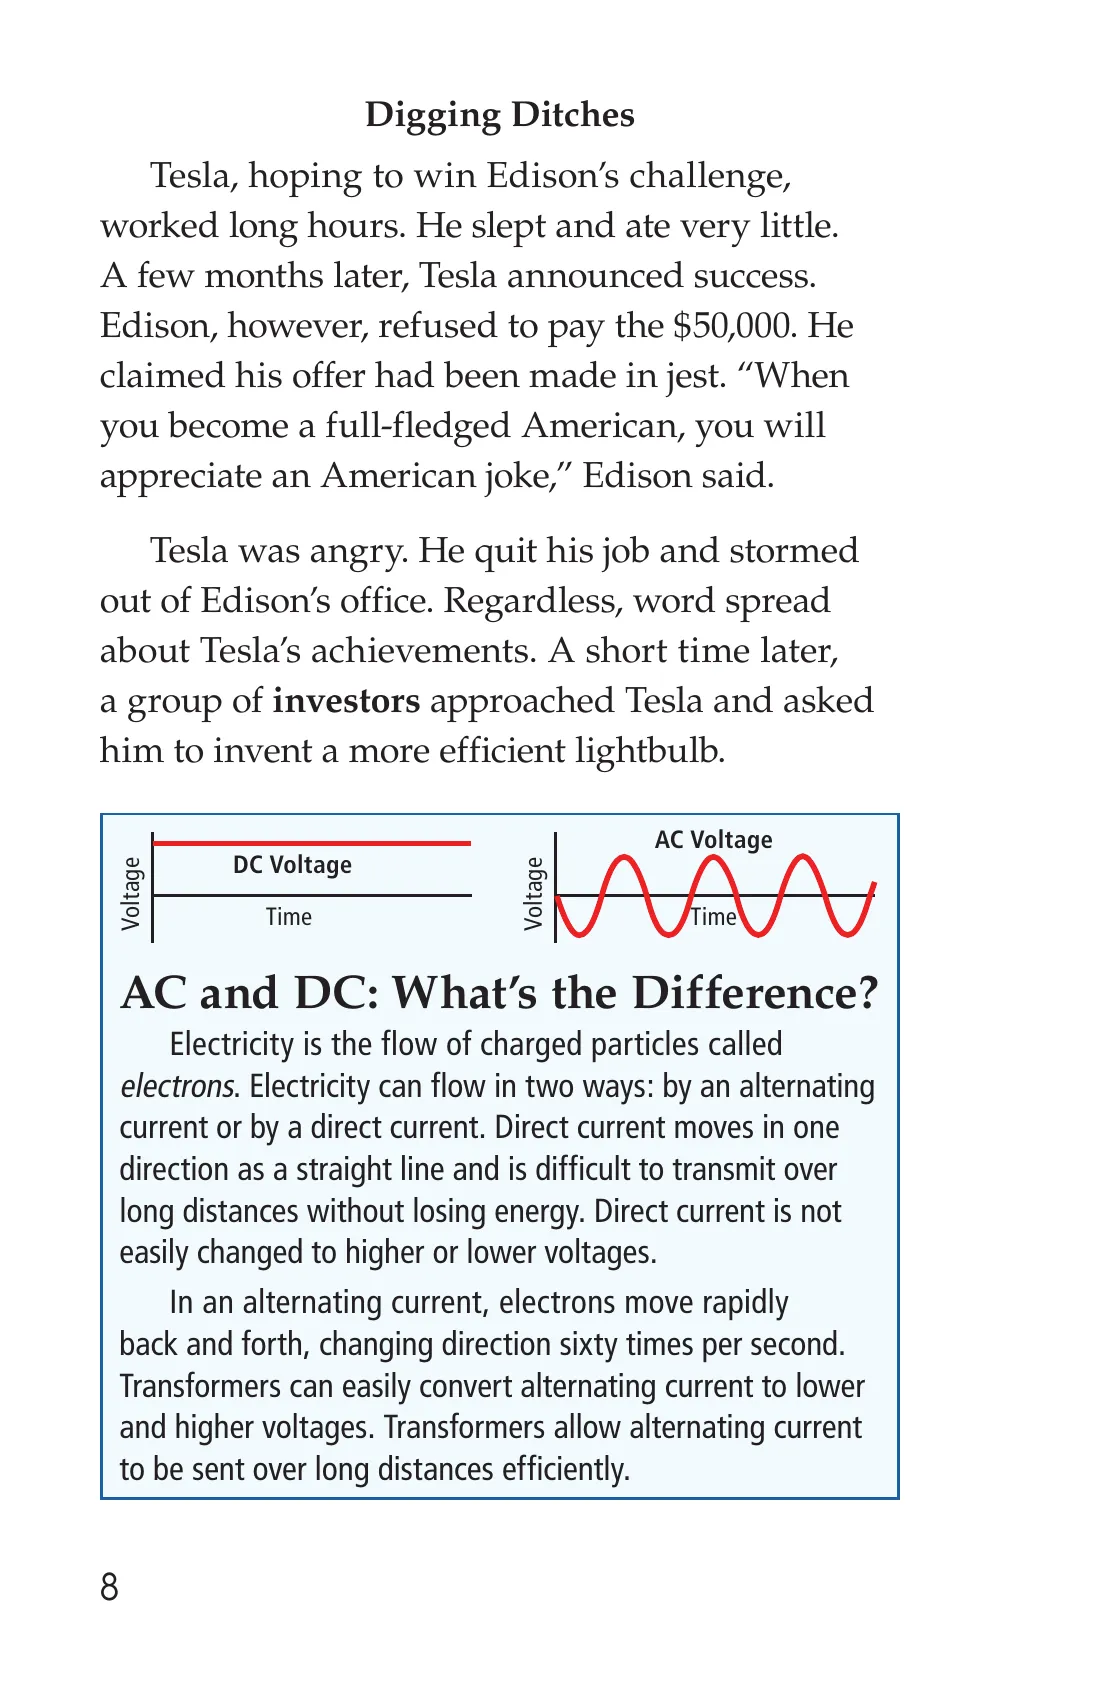 Digging Ditches
Tesla, hoping to win Edison’s challenge,
worked long hours. He slept and ate very little.
A few months later, Tesla announced success.
Edison, however, refused to pay the $50,000. He
claimed his offer had been made in jest. “When
you become a full-fledged American, you will
appreciate an American joke,” Edison said.
Tesla was angry. He quit his job and stormed
out of Edison’s office. Regardless, word spread
about Tesla’s achievements. A short time later,
a group of investors approached Tesla and asked
him to invent a more efficient lightbulb.
Voltage
DC Voltage
Time
Voltage
AC Voltage
Time
AC and DC: What’s the Difference?
Electricity is the flow of charged particles called
electrons. Electricity can flow in two ways: by an alternating
current or by a direct current. Direct current moves in one
direction as a straight line and is difficult to transmit over
long distances without losing energy. Direct current is not
easily changed to higher or lower voltages.
In an alternating current, electrons move rapidly
back and forth, changing direction sixty times per second.
Transformers can easily convert alternating current to lower
and higher voltages. Transformers allow alternating current
to be sent over long distances efficiently.
8